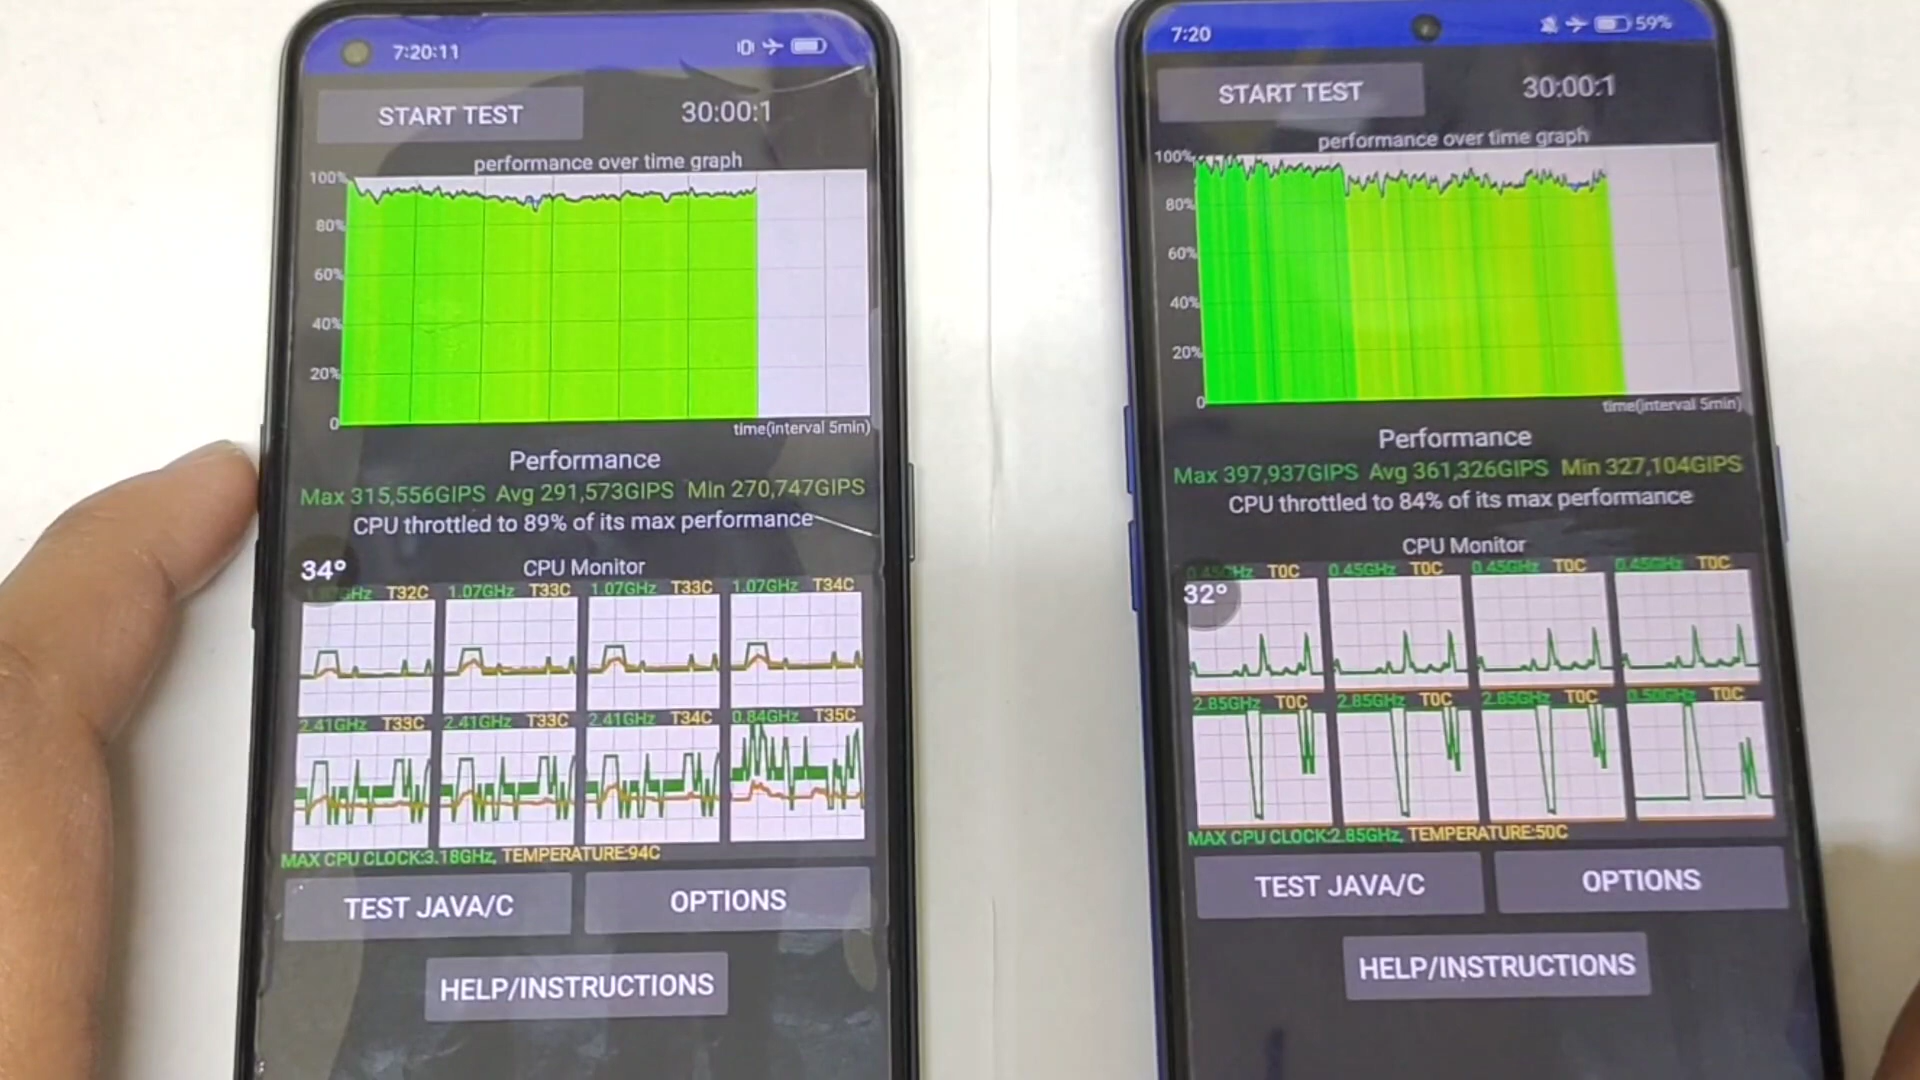 7:20:11
START TEST 30:00:1
performance over time graph
100%
80%
60%
40%
20%
0
time(interval 5min)
Performance
Max 315,556GIPS Avg 291,573GIPS Min 270,747GIPS
CPU throttled to 89% of its max performance
34°
CPU Monitor
GHz T32C 1.07GHz T33C 1.07GHz T33C 1.07GHz T34C
2.41GHz T33C 2.41GHz T33C 2.41GHz T34C 0.84GHz T35C
MAX CPU CLOCK:3.18GHz, TEMPERATURE:94C
TEST JAVA/C OPTIONS
HELP/INSTRUCTIONS
7:20 59%
START TEST 30:00:1
performance over time graph
100%
80%
60%
40%
20%
0
time(interval 5min)
Performance
Max 397,937GIPS Avg 361,326GIPS Min 327,104GIPS
CPU throttled to 84% of its max performance
CPU Monitor
0.45GHz T0C 0.45GHz T0C 0.45GHz T0C 0.45GHz T0C
32°
2.85GHz T0C 2.85GHz T0C 2.85GHz T0C 0.50GHz T0C
MAX CPU CLOCK:2.85GHz, TEMPERATURE:50C
TEST JAVA/C OPTIONS
HELP/INSTRUCTIONS